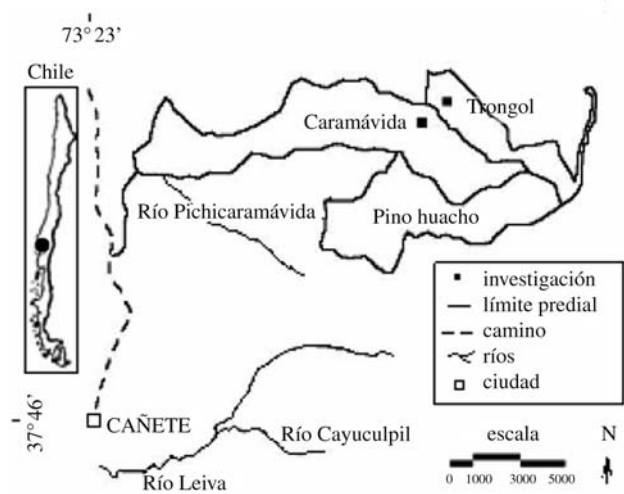 73° 23'
Chile
Trongol
Caramávida
Río Pichicaramávida
Pino huacho
investigación
límite predial
camino
ríos
ciudad
37° 46'
CAÑETE
Río Cayuculpil
Río Leiva
escala
N
0 1000 3000 5000